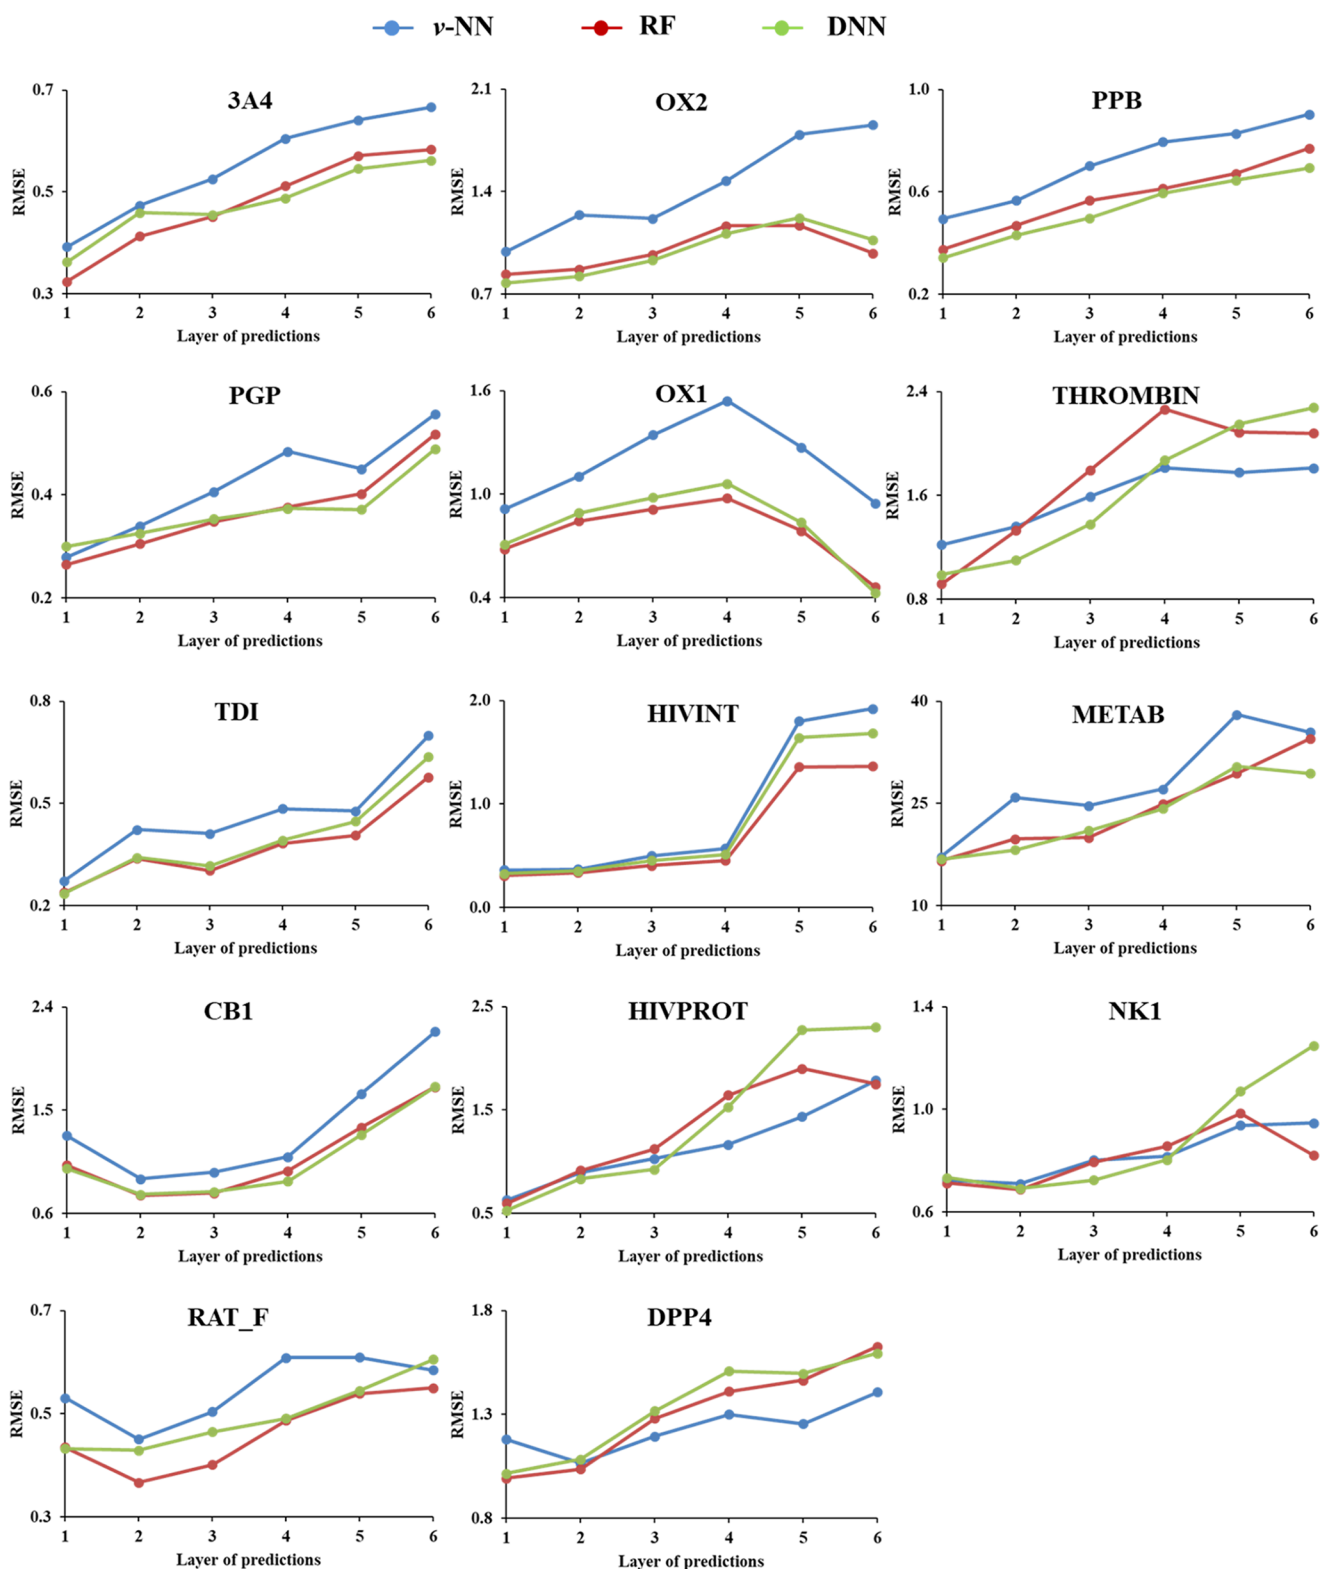 v-NN RF DNN
3A4
RMSE
0.7
0.5
0.3
1 2 3 4 5 6
Layer of predictions
OX2
RMSE
2.1
1.4
0.7
1 2 3 4 5 6
Layer of predictions
PPB
RMSE
1.0
0.6
0.2
1 2 3 4 5 6
Layer of predictions
PGP
RMSE
0.6
0.4
0.2
1 2 3 4 5 6
Layer of predictions
OX1
RMSE
1.6
1.0
0.4
1 2 3 4 5 6
Layer of predictions
THROMBIN
RMSE
2.4
1.6
0.8
1 2 3 4 5 6
Layer of predictions
TDI
RMSE
0.8
0.5
0.2
1 2 3 4 5 6
Layer of predictions
HIVINT
RMSE
2.0
1.0
0.0
1 2 3 4 5 6
Layer of predictions
METAB
RMSE
40
25
10
1 2 3 4 5 6
Layer of predictions
CB1
RMSE
2.4
1.5
0.6
1 2 3 4 5 6
Layer of predictions
HIVPROT
RMSE
2.5
1.5
0.5
1 2 3 4 5 6
Layer of predictions
NK1
RMSE
1.4
1.0
0.6
1 2 3 4 5 6
Layer of predictions
RAT_F
RMSE
0.7
0.5
0.3
1 2 3 4 5 6
Layer of predictions
DPP4
RMSE
1.8
1.3
0.8
1 2 3 4 5 6
Layer of predictions